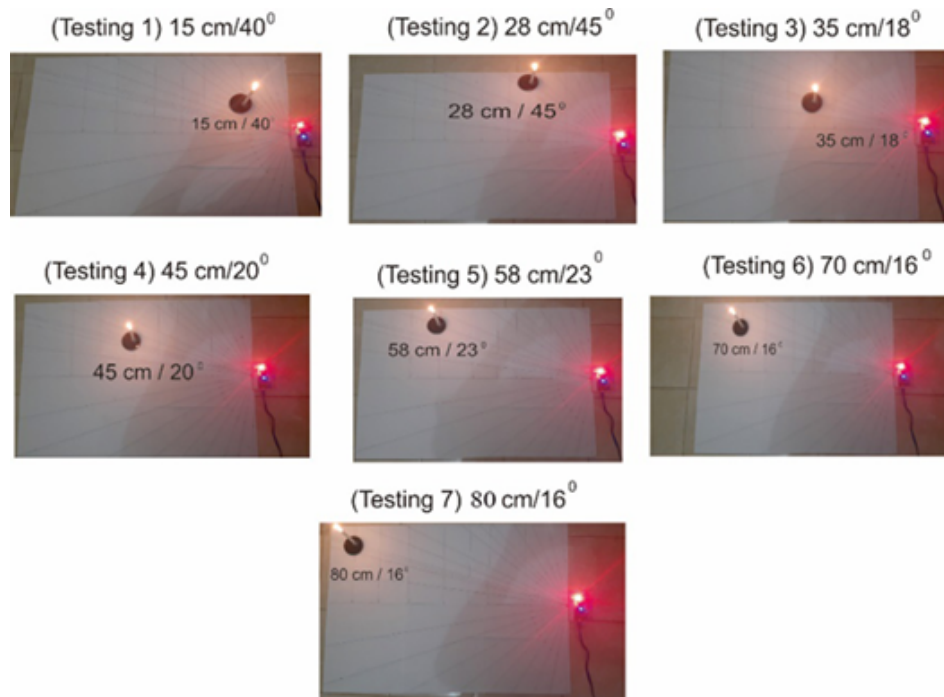 (Testing 1) 15 cm/40⁰
(Testing 2) 28 cm/45⁰
(Testing 3) 35 cm/18⁰
15 cm / 40°
28 cm / 45°
35 cm / 18°
(Testing 4) 45 cm/20⁰
(Testing 5) 58 cm/23⁰
(Testing 6) 70 cm/16⁰
45 cm / 20°
58 cm / 23°
70 cm / 16°
(Testing 7) 80 cm/16⁰
80 cm / 16°